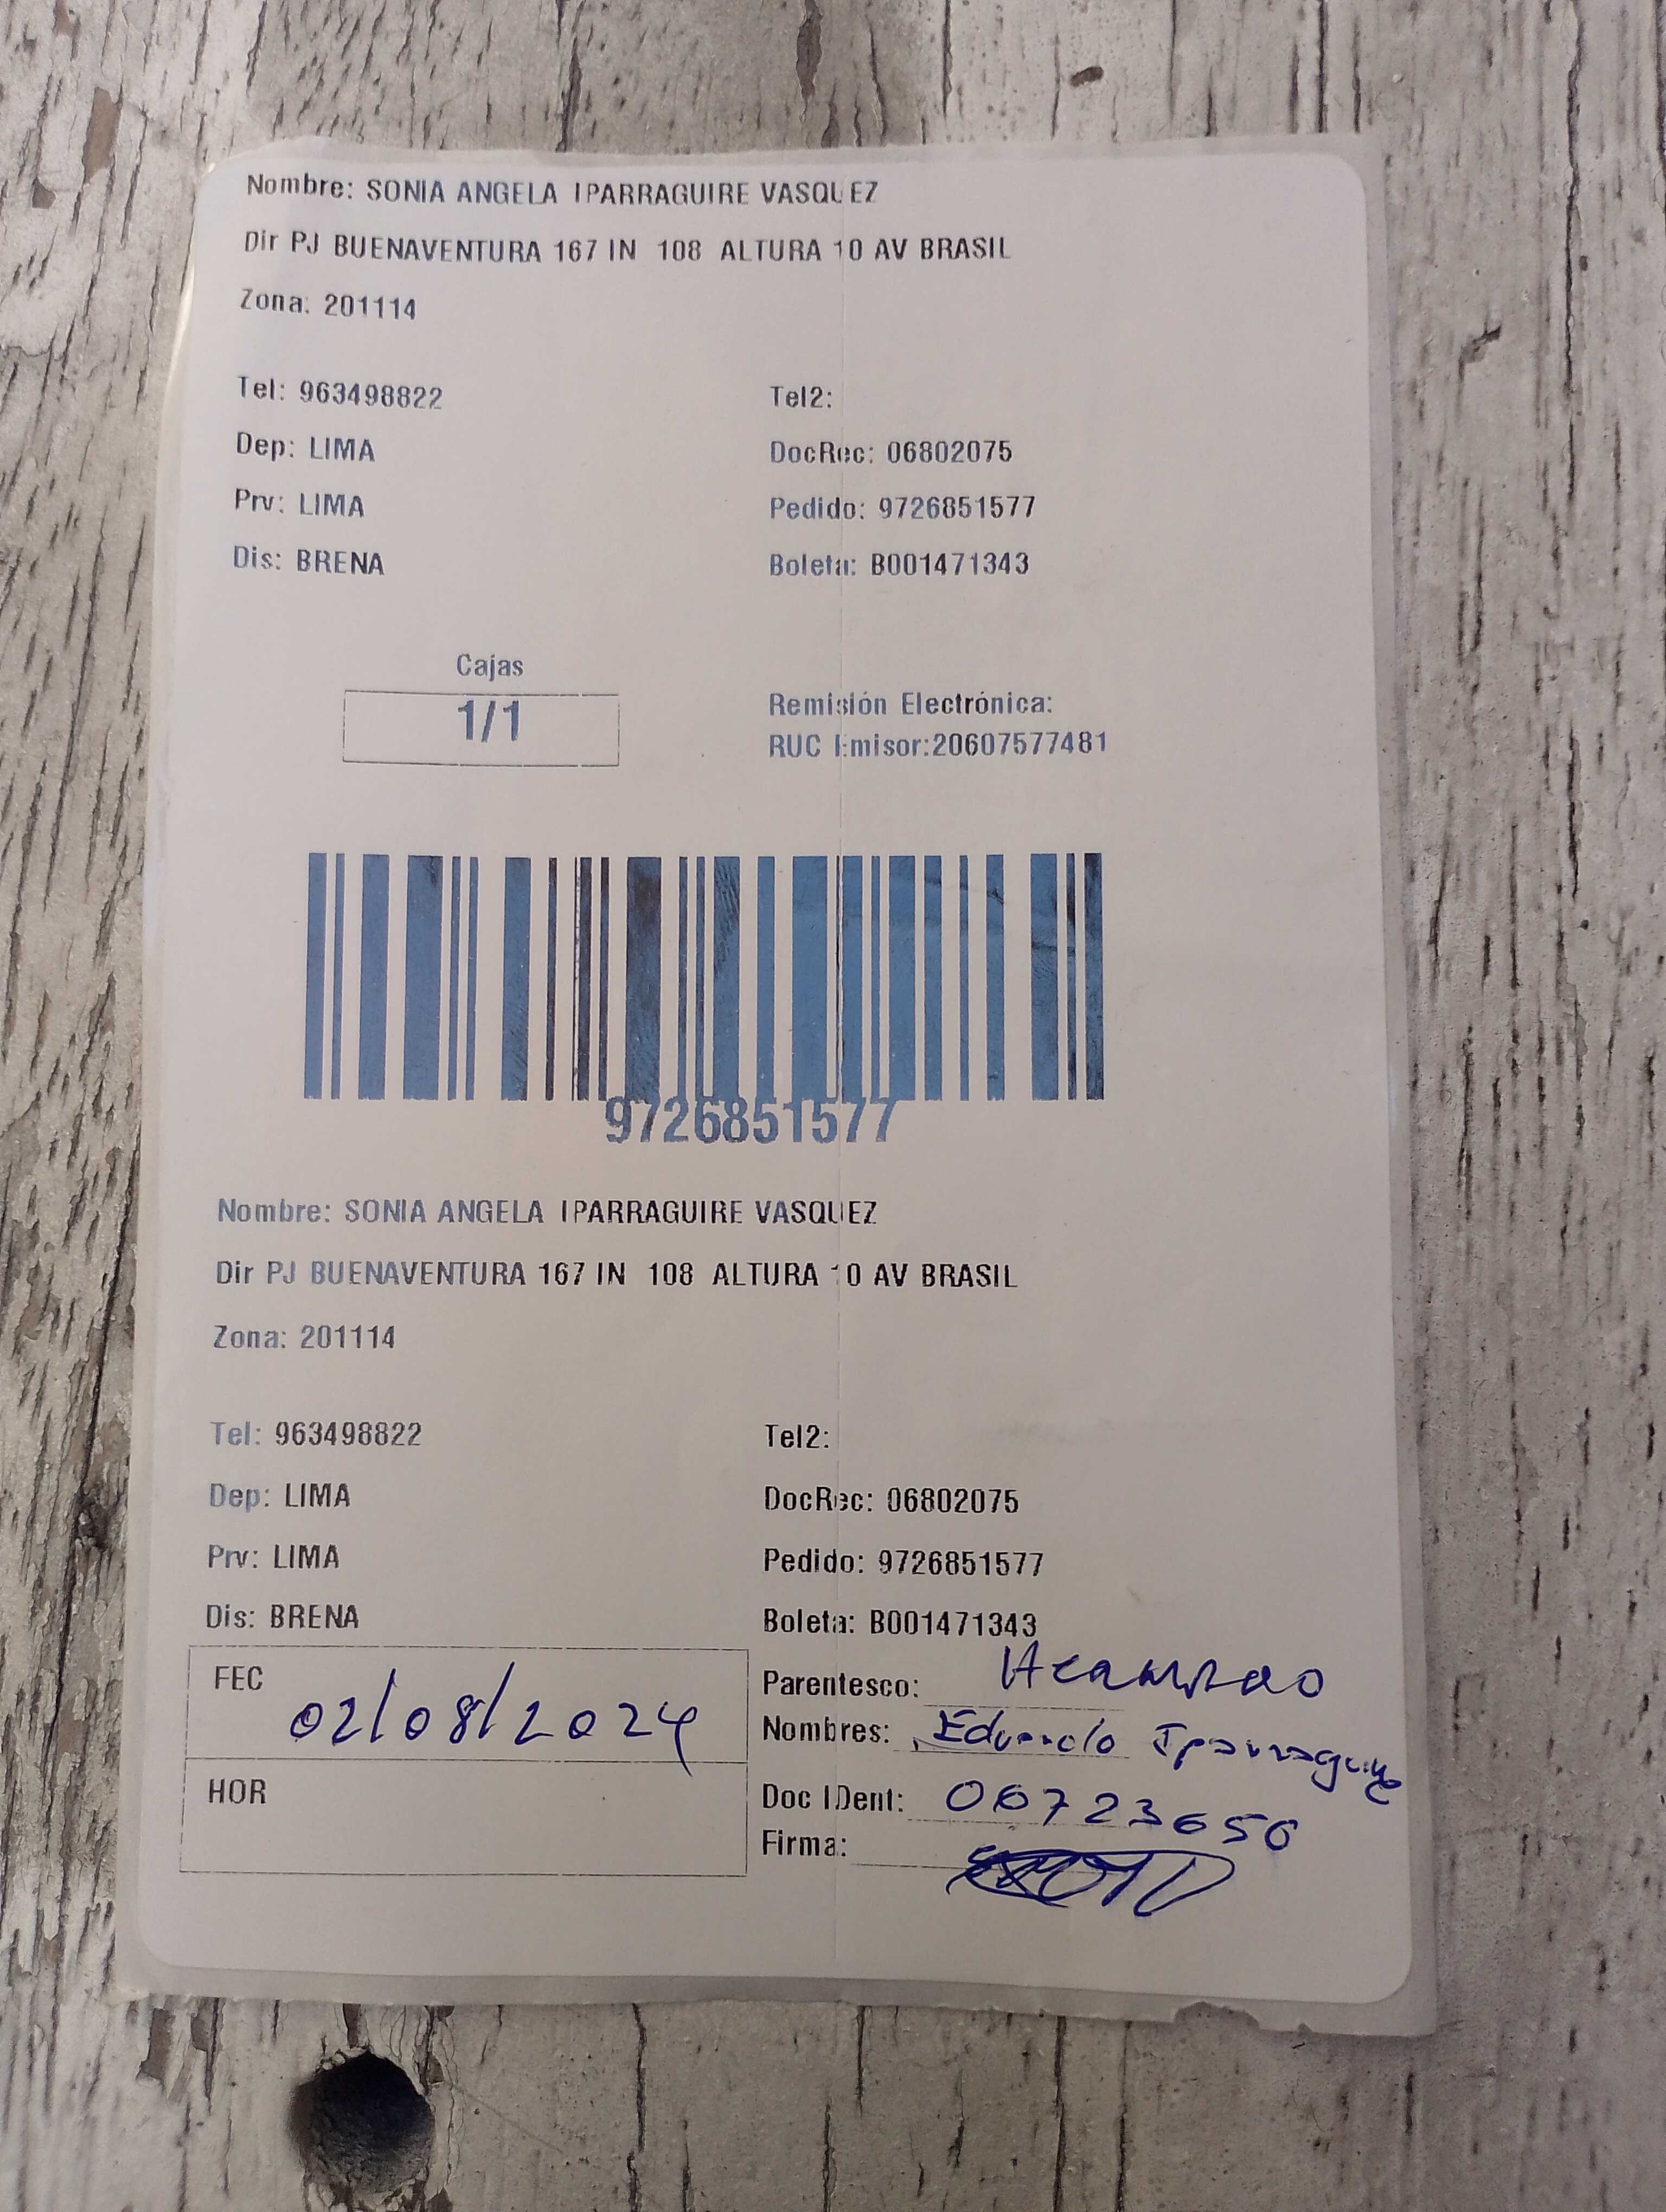 Nombre: SONIA ANGELA IPARRAGUIRE VASQUEZ
Dir PJ BUENAVENTURA 167 IN 108 ALTURA 10 AV BRASIL
Zona: 201114
Tel: 963498822 Tel2:
Dep: LIMA DocRec: 06802075
Prv: LIMA Pedido: 9726851577
Dis: BRENA Boleta: B001471343
Cajas
1/1
Remisión Electrónica:
RUC Emisor:20607577481
9726851577
Nombre: SONIA ANGELA IPARRAGUIRE VASQUEZ
Dir PJ BUENAVENTURA 167 IN 108 ALTURA 10 AV BRASIL
Zona: 201114
Tel: 963498822 Tel2:
Dep: LIMA DocRec: 06802075
Prv: LIMA Pedido: 9726851577
Dis: BRENA Boleta: B001471343
FEC 02/08/2024
HOR
Parentesco: Hermano
Nombres: Eduardo Iparraguire
Doc IDent: 06723650
Firma: